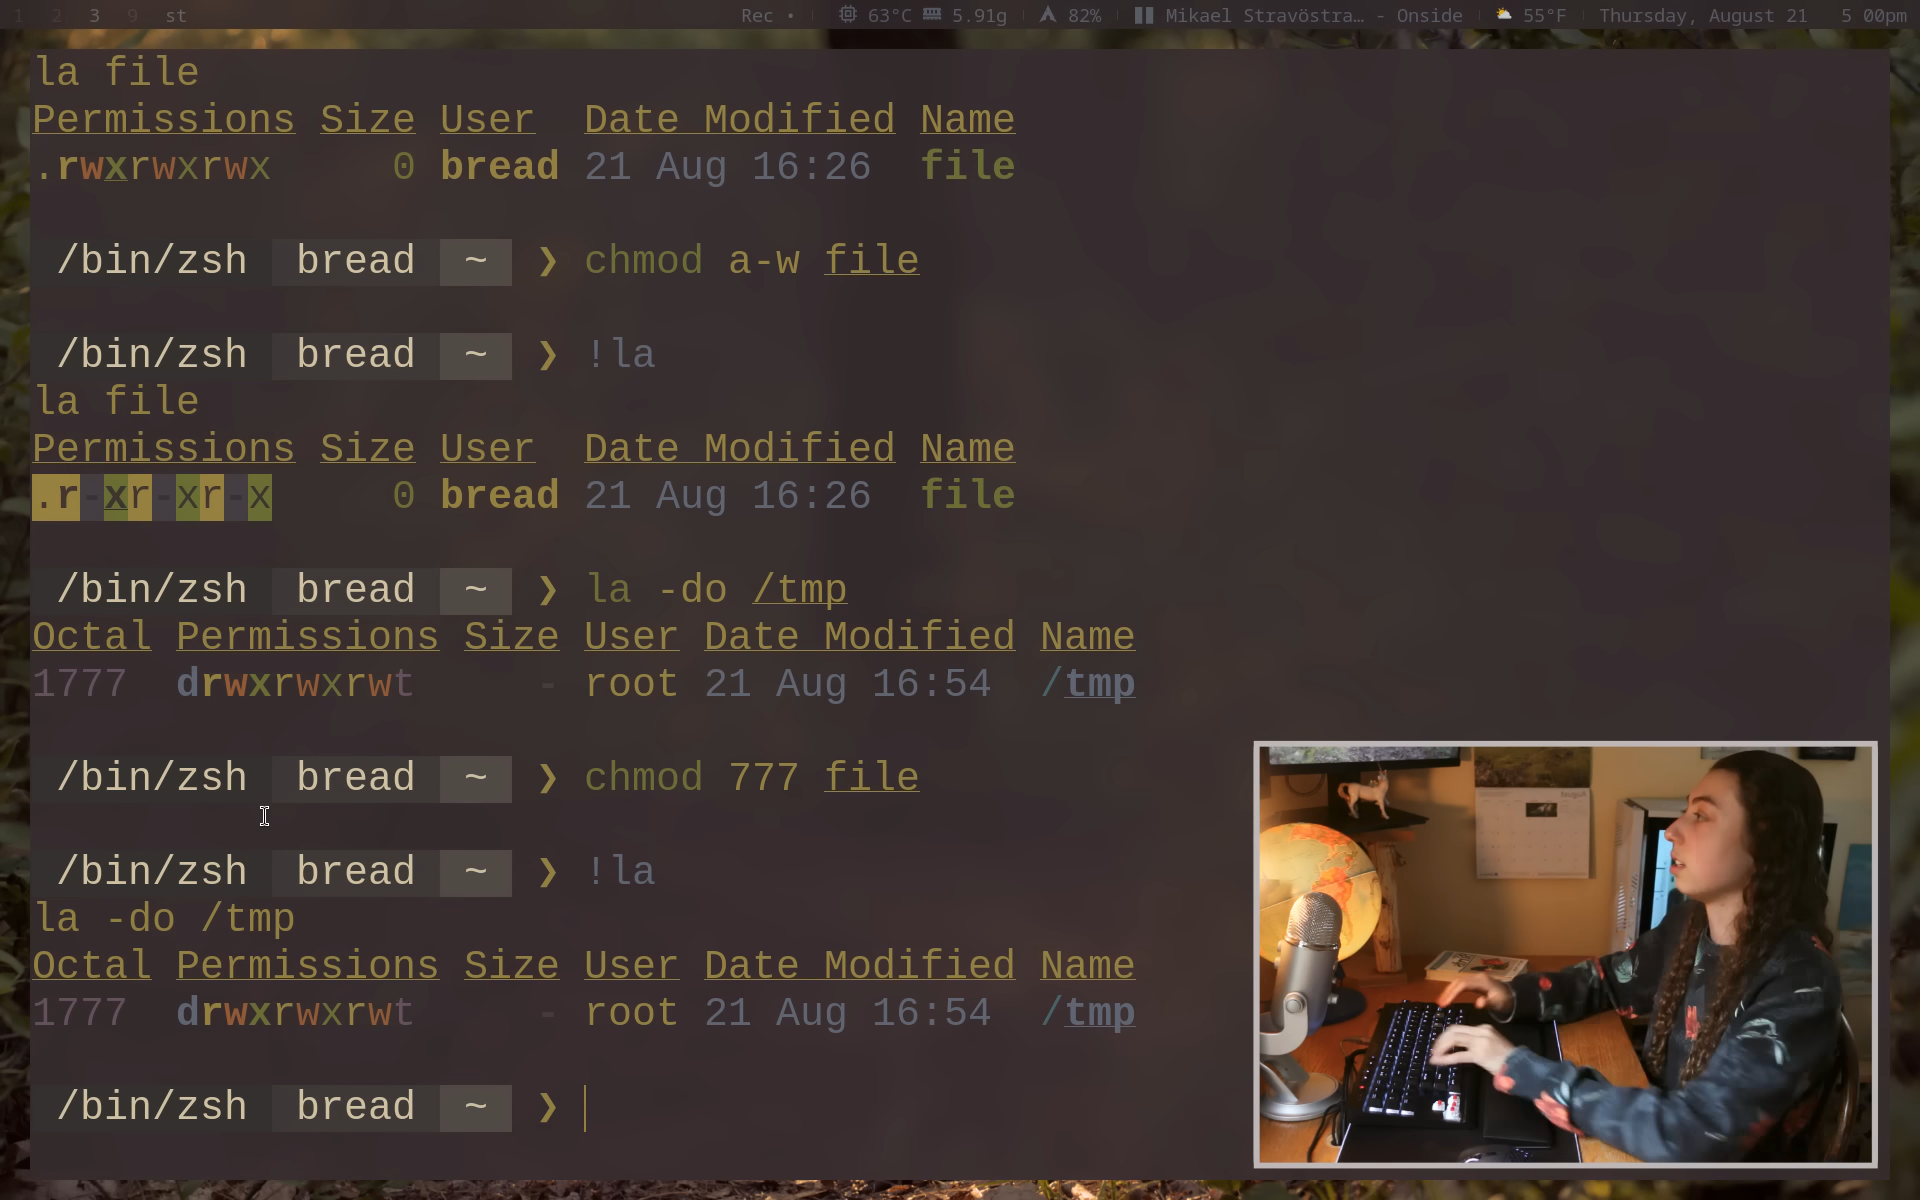 1 2 3 9 st Rec • 63°C 5.91g 82% Mikael Stravöstra… - Onside 55°F Thursday, August 21 5 00pm
la file
Permissions Size User Date Modified Name
.rwxrwxrwx 0 bread 21 Aug 16:26 file
/bin/zsh bread ~ ❯ chmod a-w file
/bin/zsh bread ~ ❯ !la
la file
Permissions Size User Date Modified Name
.r-xr-xr-x 0 bread 21 Aug 16:26 file
/bin/zsh bread ~ ❯ la -do /tmp
Octal Permissions Size User Date Modified Name
1777 drwxrwxrwt - root 21 Aug 16:54 /tmp
/bin/zsh bread ~ ❯ chmod 777 file
/bin/zsh bread ~ ❯ !la
la -do /tmp
Octal Permissions Size User Date Modified Name
1777 drwxrwxrwt - root 21 Aug 16:54 /tmp
/bin/zsh bread ~ ❯